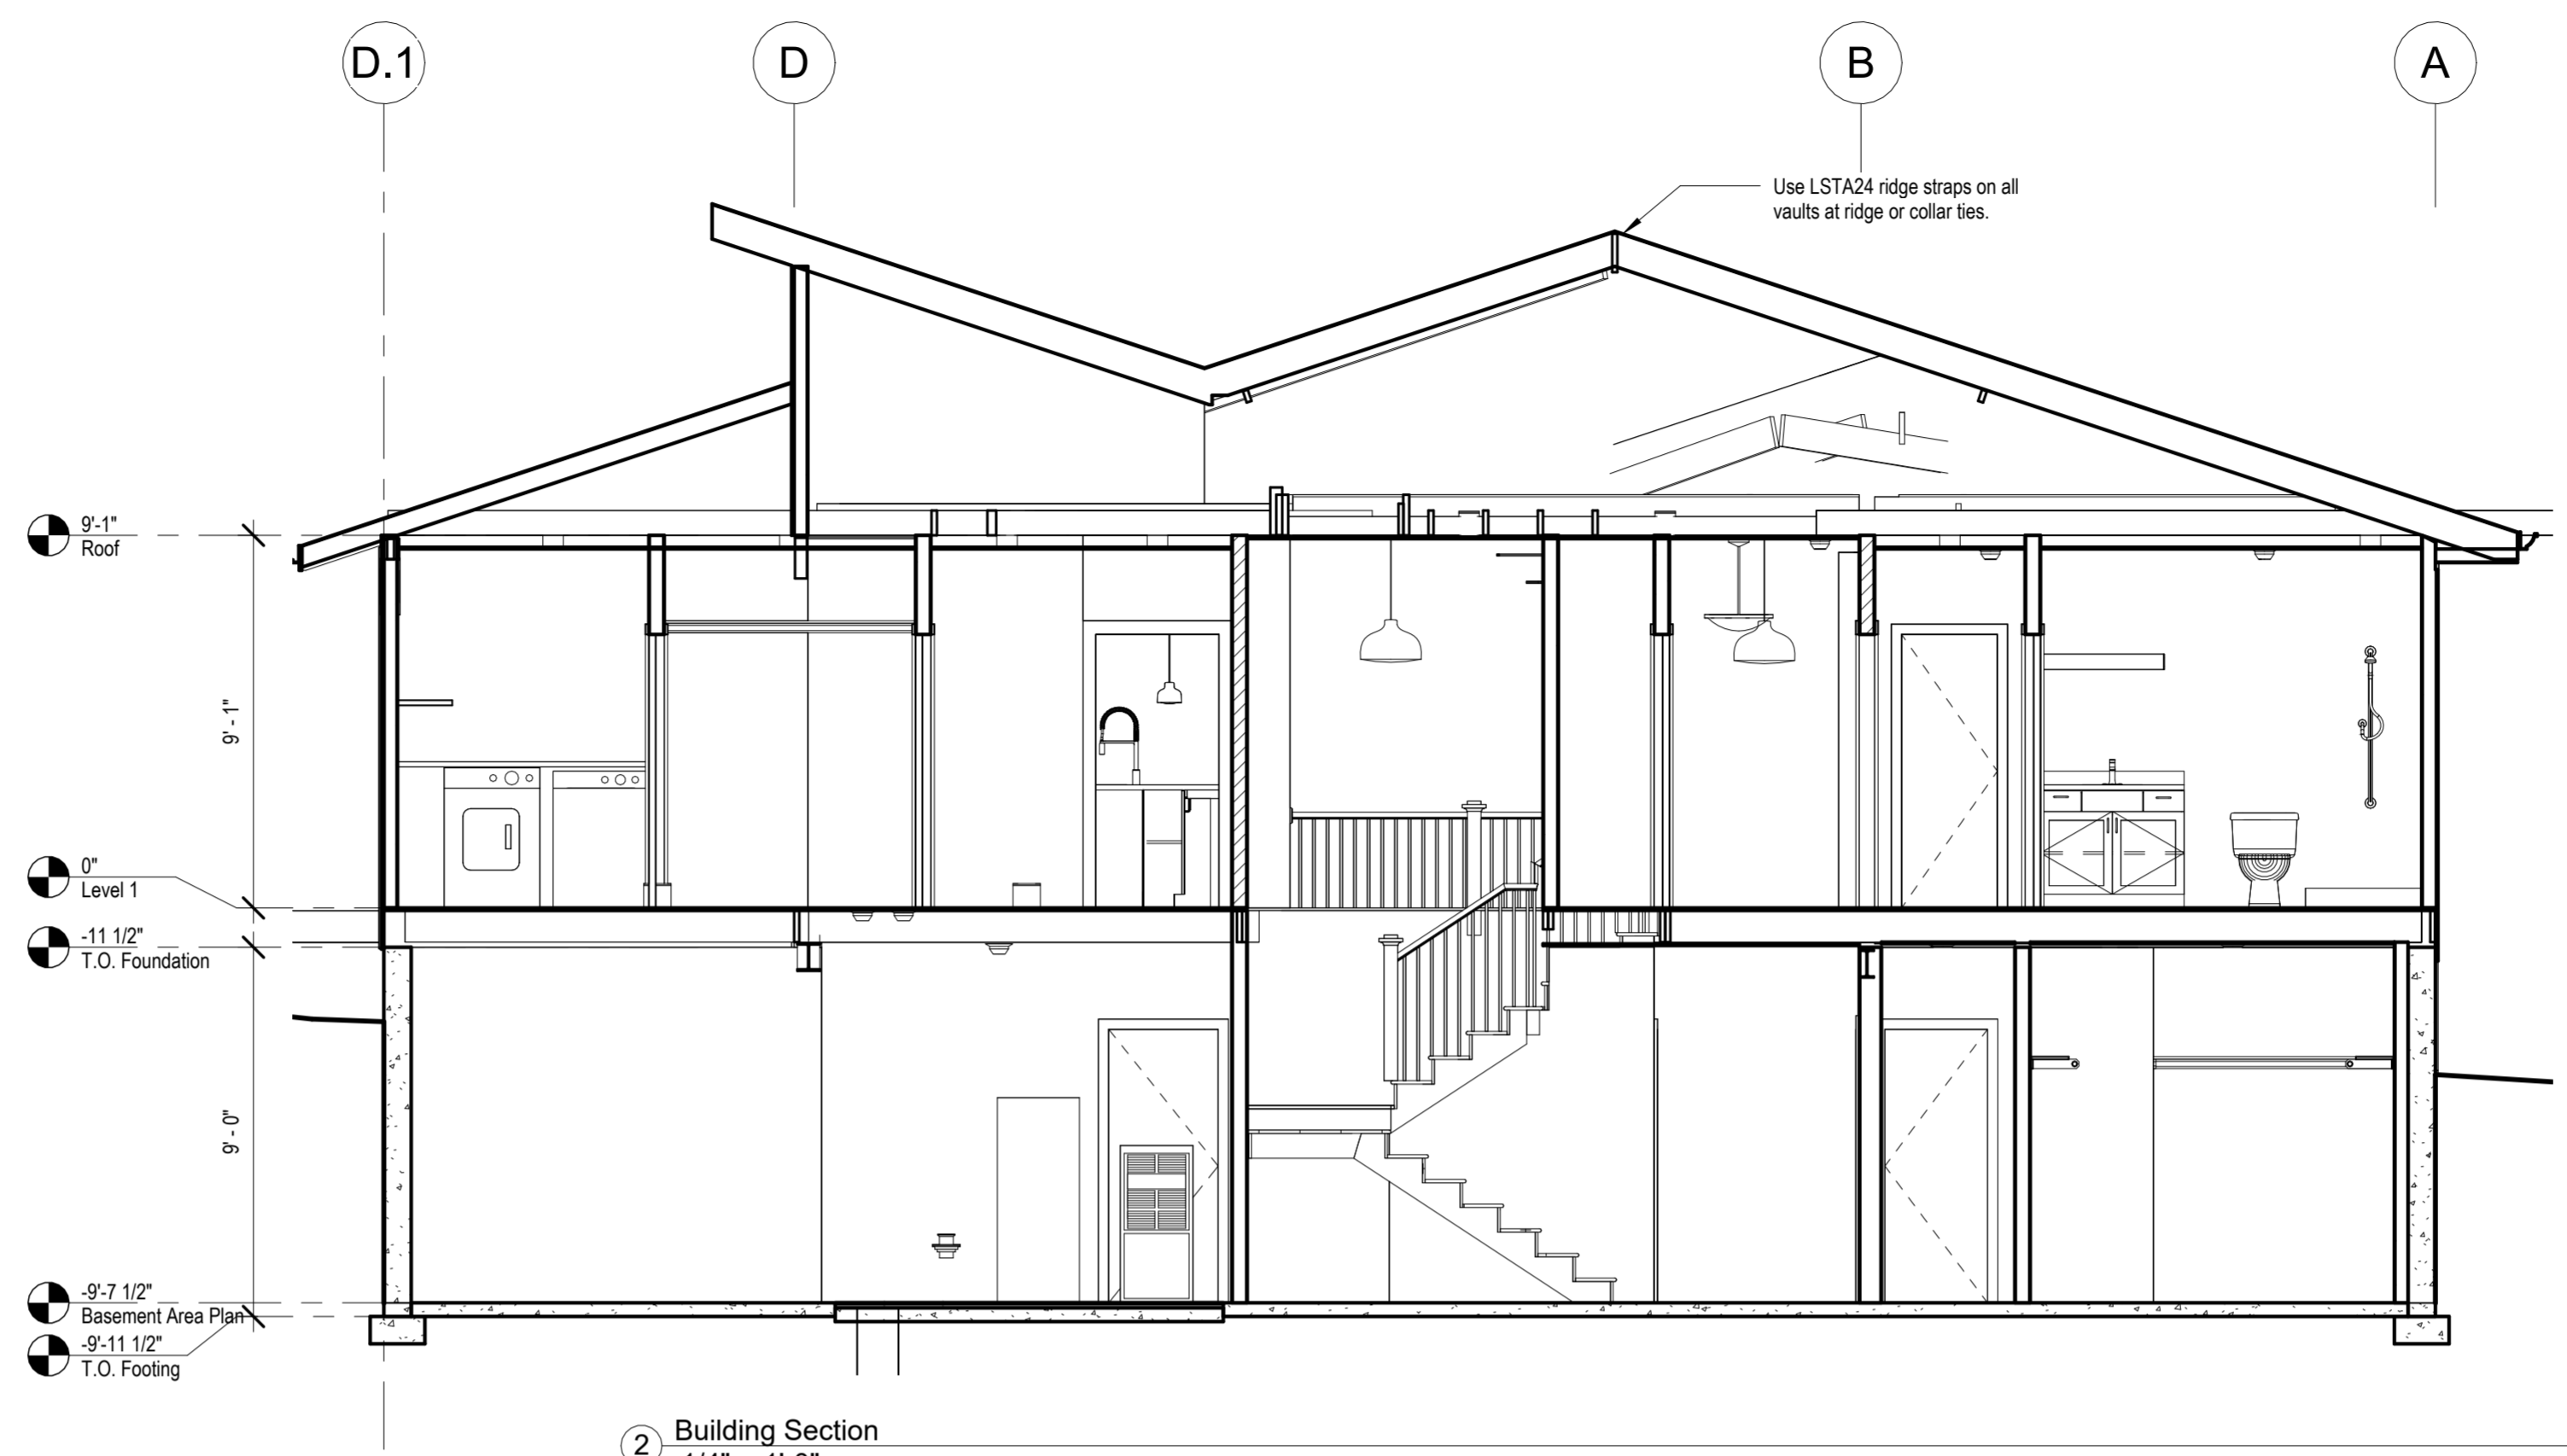 D.1
D
B
A
Use LSTA24 ridge straps on all
vaults at ridge or collar ties.
9'-1"
Roof
9' - 1"
0"
Level 1
-11 1/2"
T.O. Foundation
9' - 0"
-9'-7 1/2"
Basement Area Plan
-9'-11 1/2"
T.O. Footing
2
Building Section